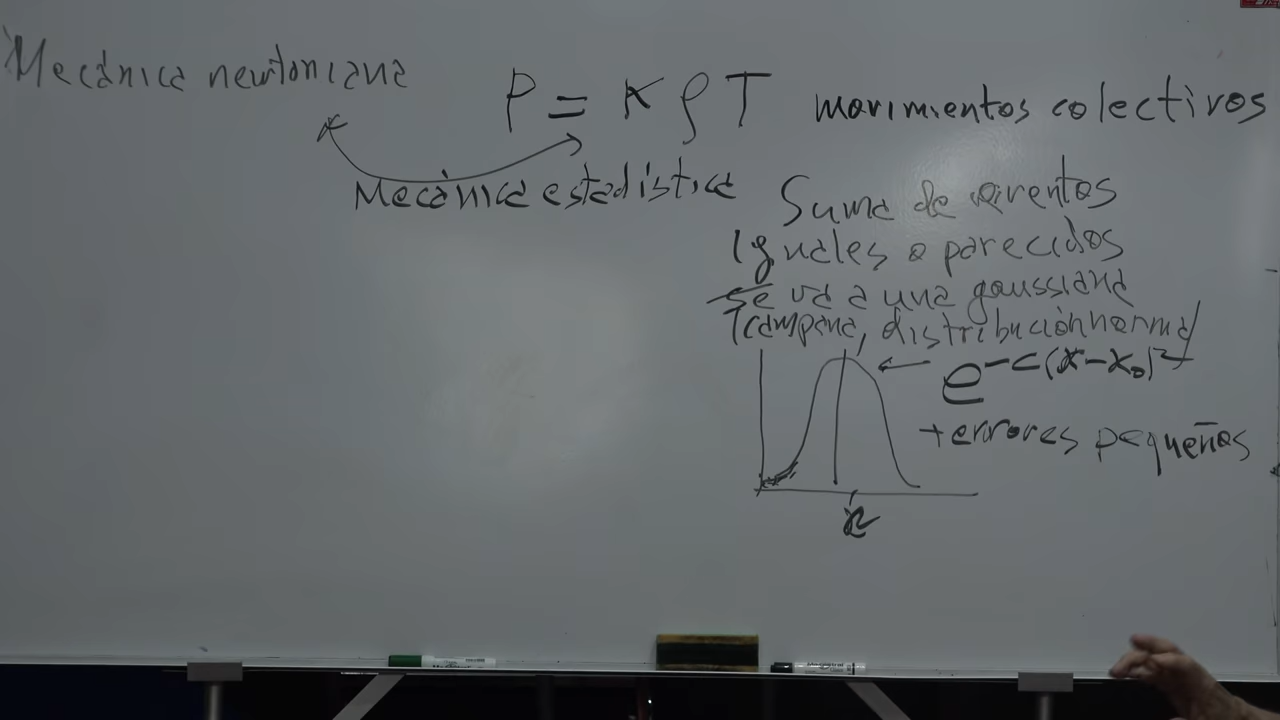 Mecánica newtoniana
P = K ρ T
movimientos colectivos
Mecánica estadística
Suma de eventos
Iguales o parecidos
se va a una gaussiana
(campana, distribución normal
e^-c(x-x₀)²
+ errores pequeños